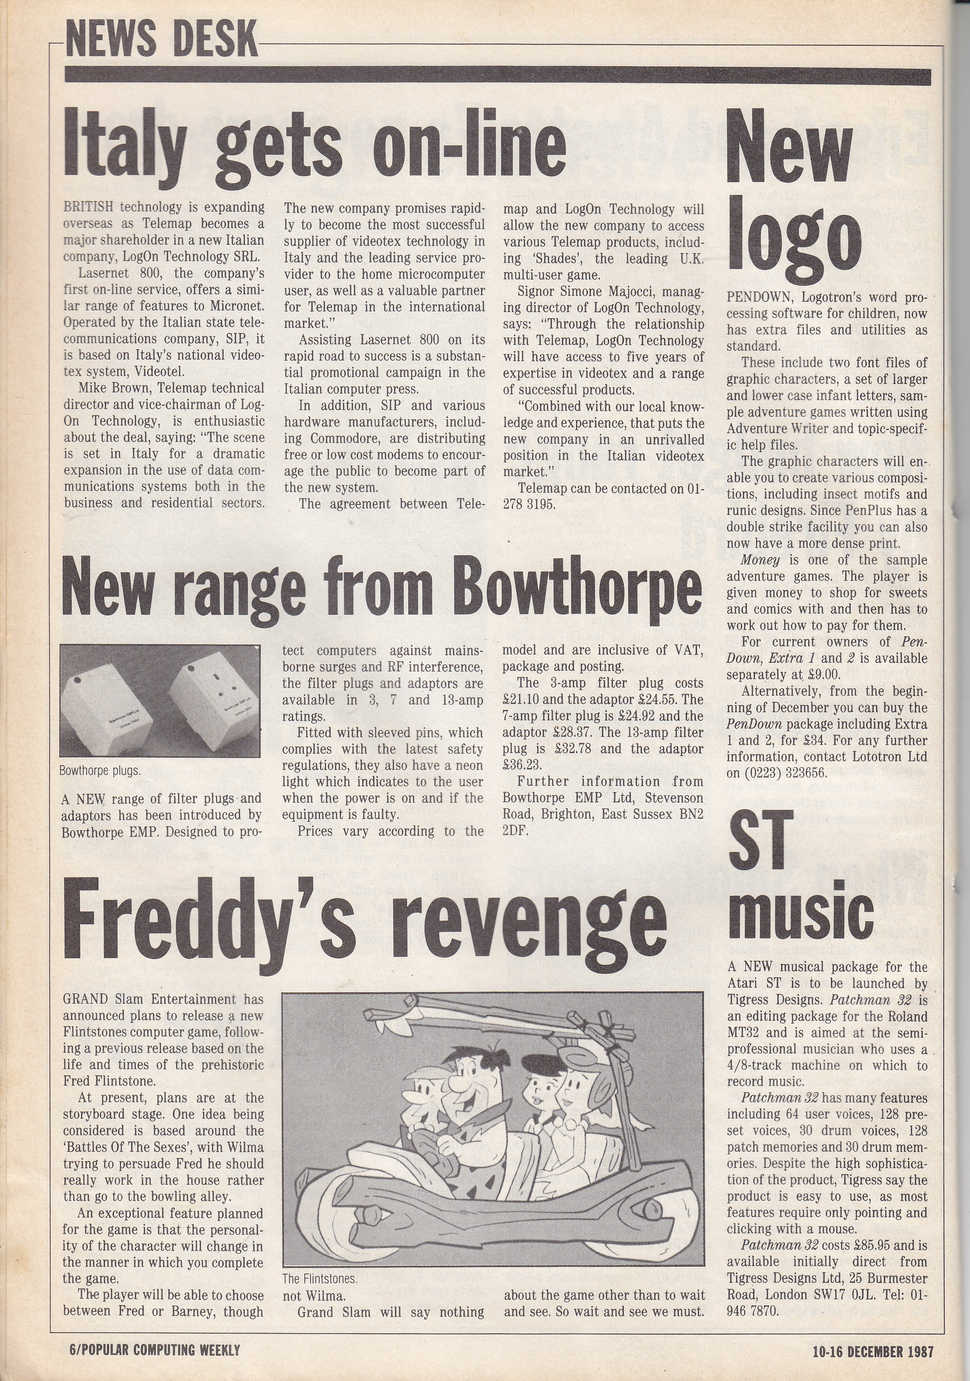 NEWS DESK
Italy gets on-line
BRITISH technology is expanding
overseas as Telemap becomes a
major shareholder in a new Italian
company, LogOn Technology SRL.
Lasernet 800, the company's
first on-line service, offers a simi-
lar range of features to Micronet.
Operated by the Italian state tele-
communications company, SIP, it
is based on Italy's national video-
tex system, Videotel.
Mike Brown, Telemap technical
director and vice-chairman of Log-
On Technology, is enthusiastic
about the deal, saying: "The scene
is set in Italy for a dramatic
expansion in the use of data com-
munications systems both in the
business and residential sectors.
The new company promises rapid-
ly to become the most successful
supplier of videotex technology in
Italy and the leading service pro-
vider to the home microcomputer
user, as well as a valuable partner
for Telemap in the international
market."
Assisting Lasernet 800 on its
rapid road to success is a substan-
tial promotional campaign in the
Italian computer press.
In addition, SIP and various
hardware manufacturers, includ-
ing Commodore, are distributing
free or low cost modems to encour-
age the public to become part of
the new system.
The agreement between Tele-
map and LogOn Technology will
allow the new company to access
various Telemap products, includ-
ing 'Shades', the leading U.K.
multi-user game.
Signor Simone Majocci, manag-
ing director of LogOn Technology,
says: "Through the relationship
with Telemap, LogOn Technology
will have access to five years of
expertise in videotex and a range
of successful products.
"Combined with our local know-
ledge and experience, that puts the
new company in an unrivalled
position in the Italian videotex
market."
Telemap can be contacted on 01-
278 3195.
New range from Bowthorpe
Bowthorpe plugs.
A NEW range of filter plugs and
adaptors has been introduced by
Bowthorpe EMP. Designed to pro-
tect computers against mains-
borne surges and RF interference,
the filter plugs and adaptors are
available in 3, 7 and 13-amp
ratings.
Fitted with sleeved pins, which
complies with the latest safety
regulations, they also have a neon
light which indicates to the user
when the power is on and if the
equipment is faulty.
Prices vary according to the
model and are inclusive of VAT,
package and posting.
The 3-amp filter plug costs
£21.10 and the adaptor £24.55. The
7-amp filter plug is £24.92 and the
adaptor £28.37. The 13-amp filter
plug is £32.78 and the adaptor
£36.23.
Further information from
Bowthorpe EMP Ltd, Stevenson
Road, Brighton, East Sussex BN2
2DF.
Freddy's revenge
GRAND Slam Entertainment has
announced plans to release a new
Flintstones computer game, follow-
ing a previous release based on the
life and times of the prehistoric
Fred Flintstone.
At present, plans are at the
storyboard stage. One idea being
considered is based around the
'Battles Of The Sexes', with Wilma
trying to persuade Fred he should
really work in the house rather
than go to the bowling alley.
An exceptional feature planned
for the game is that the personal-
ity of the character will change in
the manner in which you complete
the game.
The player will be able to choose
between Fred or Barney, though
The Flintstones.
not Wilma.
Grand Slam will say nothing
about the game other than to wait
and see. So wait and see we must.
New
logo
PENDOWN, Logotron's word pro-
cessing software for children, now
has extra files and utilities as
standard.
These include two font files of
graphic characters, a set of larger
and lower case infant letters, sam-
ple adventure games written using
Adventure Writer and topic-specif-
ic help files.
The graphic characters will en-
able you to create various composi-
tions, including insect motifs and
runic designs. Since PenPlus has a
double strike facility you can also
now have a more dense print.
Money is one of the sample
adventure games. The player is
given money to shop for sweets
and comics with and then has to
work out how to pay for them.
For current owners of Pen-
Down, Extra 1 and 2 is available
separately at £9.00.
Alternatively, from the begin-
ning of December you can buy the
PenDown package including Extra
1 and 2, for £34. For any further
information, contact Lototron Ltd
on (0223) 323656.
ST
music
A NEW musical package for the
Atari ST is to be launched by
Tigress Designs. Patchman 32 is
an editing package for the Roland
MT32 and is aimed at the semi-
professional musician who uses a
4/8-track machine on which to
record music.
Patchman 32 has many features
including 64 user voices, 128 pre-
set voices, 30 drum voices, 128
patch memories and 30 drum mem-
ories. Despite the high sophistica-
tion of the product, Tigress say the
product is easy to use, as most
features require only pointing and
clicking with a mouse.
Patchman 32 costs £85.95 and is
available initially direct from
Tigress Designs Ltd, 25 Burmester
Road, London SW17 0JL. Tel: 01-
946 7870.
6/POPULAR COMPUTING WEEKLY
10-16 DECEMBER 1987